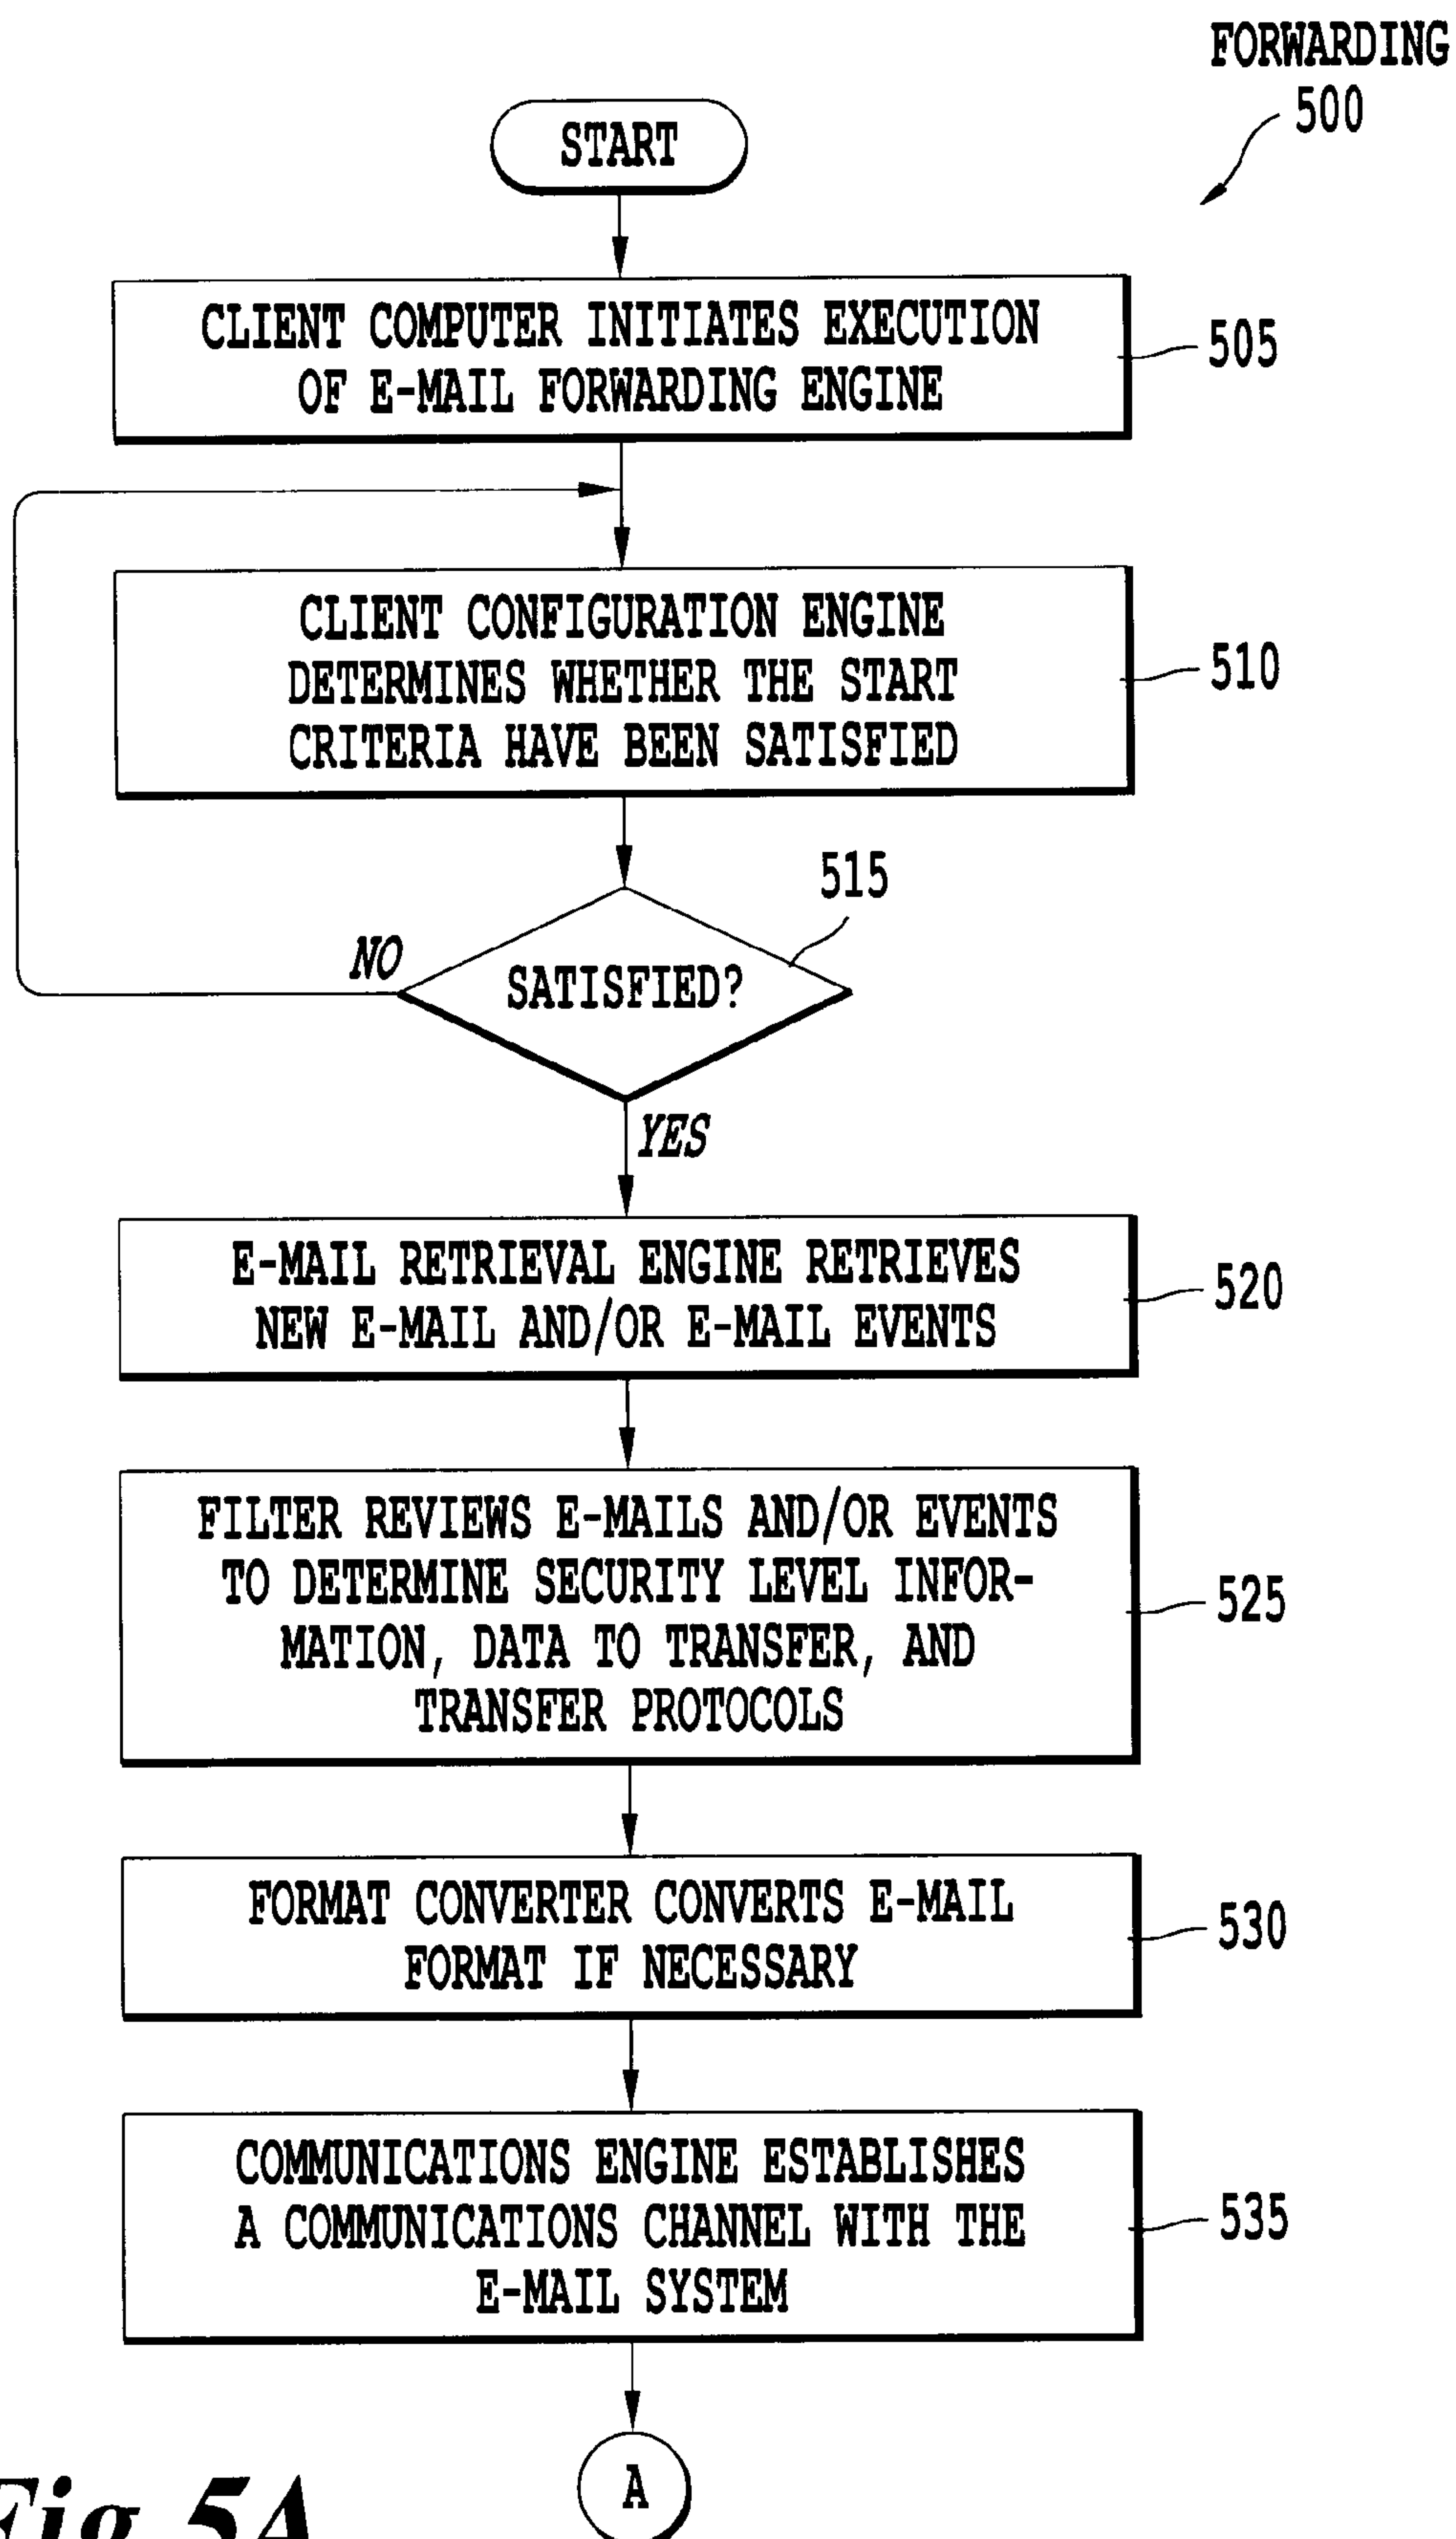 FORWARDING
500
START
CLIENT COMPUTER INITIATES EXECUTION
OF E-MAIL FORWARDING ENGINE
505
CLIENT CONFIGURATION ENGINE
DETERMINES WHETHER THE START
CRITERIA HAVE BEEN SATISFIED
510
515
NO
SATISFIED?
YES
E-MAIL RETRIEVAL ENGINE RETRIEVES
NEW E-MAIL AND/OR E-MAIL EVENTS
520
FILTER REVIEWS E-MAILS AND/OR EVENTS
TO DETERMINE SECURITY LEVEL INFOR-
MATION, DATA TO TRANSFER, AND
TRANSFER PROTOCOLS
525
FORMAT CONVERTER CONVERTS E-MAIL
FORMAT IF NECESSARY
530
COMMUNICATIONS ENGINE ESTABLISHES
A COMMUNICATIONS CHANNEL WITH THE
E-MAIL SYSTEM
535
A
Fig 5A